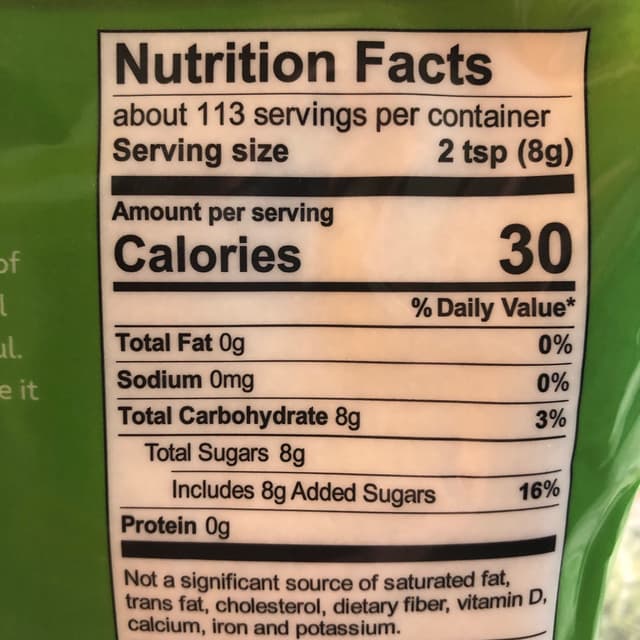 Nutrition Facts
about 113 servings per container
Serving size 2 tsp (8g)
Amount per serving
Calories 30
% Daily Value*
Total Fat 0g 0%
Sodium 0mg 0%
Total Carbohydrate 8g 3%
Total Sugars 8g
Includes 8g Added Sugars 16%
Protein 0g
Not a significant source of saturated fat,
trans fat, cholesterol, dietary fiber, vitamin D,
calcium, iron and potassium.
of
it